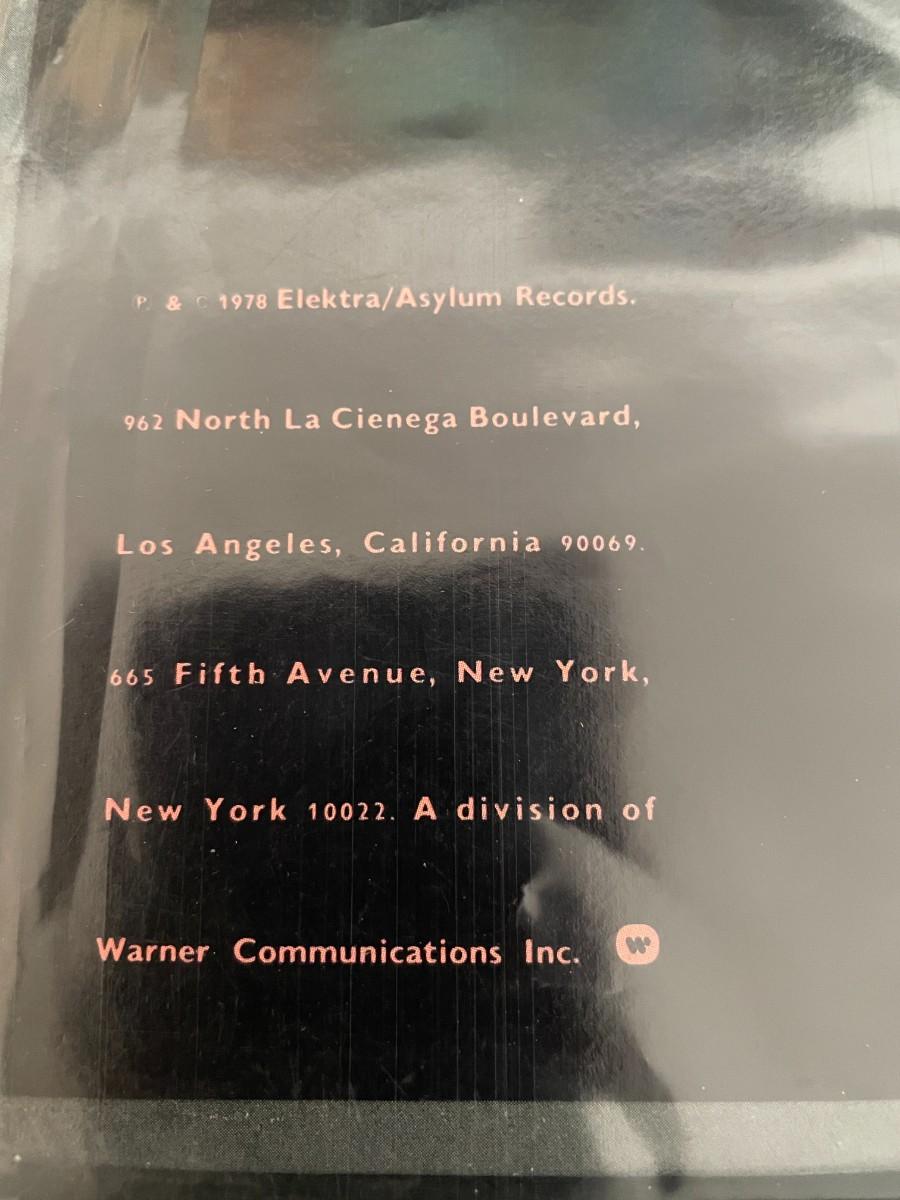 ℗ & © 1978 Elektra/Asylum Records.
962 North La Cienega Boulevard,
Los Angeles, California 90069.
665 Fifth Avenue, New York,
New York 10022. A division of
Warner Communications Inc. W